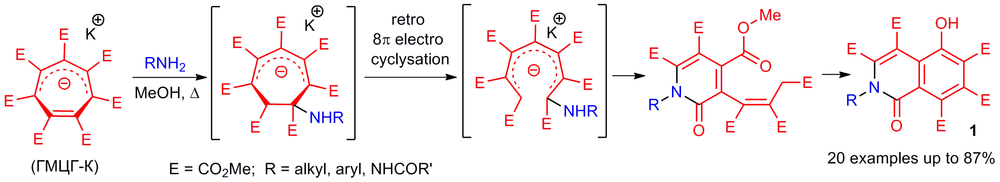 E E E E E E E K ⊕ ⊖
(ГМЦГ-К)
RNH2
MeOH, Δ
E E E E E E E NHR K ⊕ ⊖
retro
8π electro
cyclysation
E E E E E E E NHR K ⊕ ⊖
E E O Me O N R O E E E
E E OH E E E N R O
1
E = CO2Me; R = alkyl, aryl, NHCOR'
20 examples up to 87%